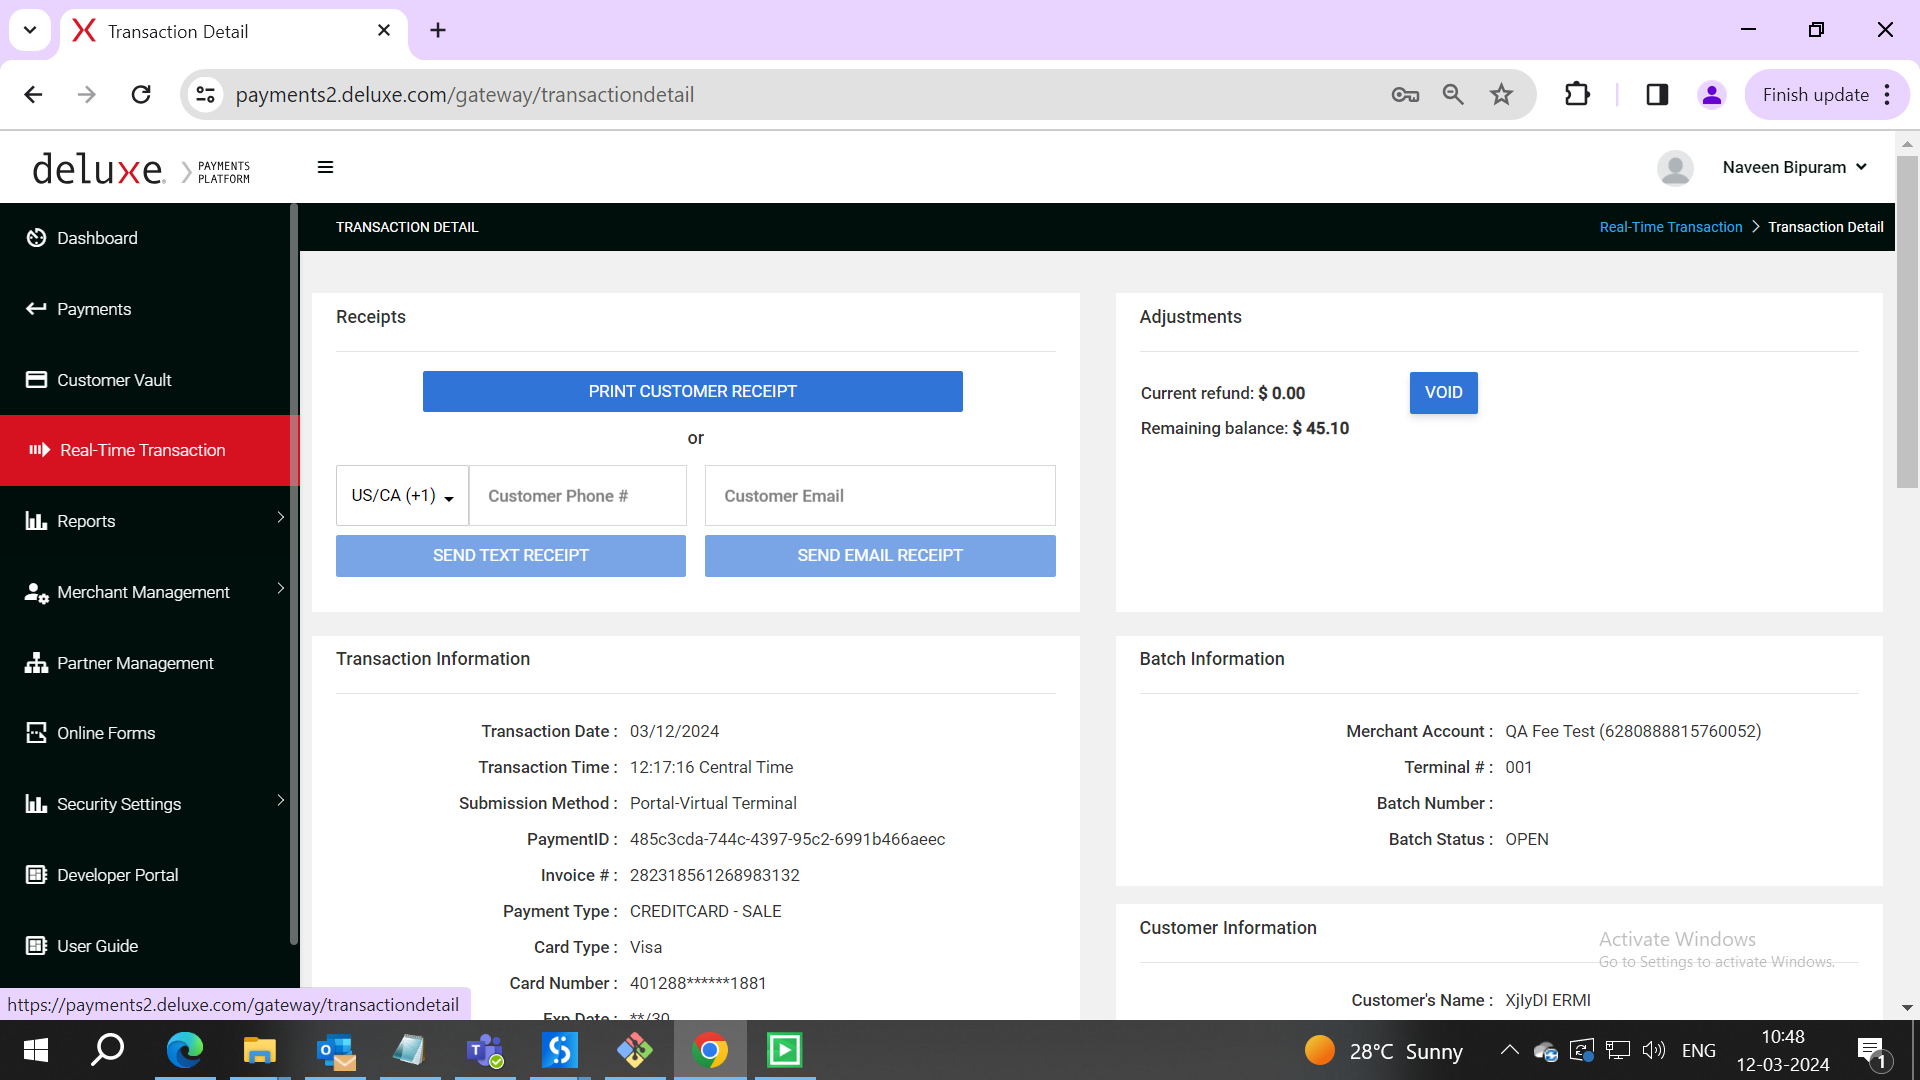 Transaction Detail
payments2.deluxe.com/gateway/transactiondetail
Finish update
deluxe. PAYMENTS PLATFORM
Naveen Bipuram
TRANSACTION DETAIL
Real-Time Transaction > Transaction Detail
Dashboard
Payments
Customer Vault
Real-Time Transaction
Reports
Merchant Management
Partner Management
Online Forms
Security Settings
Developer Portal
User Guide
Receipts
PRINT CUSTOMER RECEIPT
or
US/CA (+1)
Customer Phone #
Customer Email
SEND TEXT RECEIPT
SEND EMAIL RECEIPT
Adjustments
Current refund: $ 0.00
VOID
Remaining balance: $ 45.10
Transaction Information
Transaction Date : 03/12/2024
Transaction Time : 12:17:16 Central Time
Submission Method : Portal-Virtual Terminal
PaymentID : 485c3cda-744c-4397-95c2-6991b466aeec
Invoice # : 282318561268983132
Payment Type : CREDITCARD - SALE
Card Type : Visa
Card Number : 401288******1881
Exp Date : **/30
Batch Information
Merchant Account : QA Fee Test (6280888815760052)
Terminal # : 001
Batch Number :
Batch Status : OPEN
Customer Information
Customer's Name : XjIyDI ERMI
Activate Windows
Go to Settings to activate Windows.
https://payments2.deluxe.com/gateway/transactiondetail
28°C Sunny
ENG
10:48
12-03-2024
1